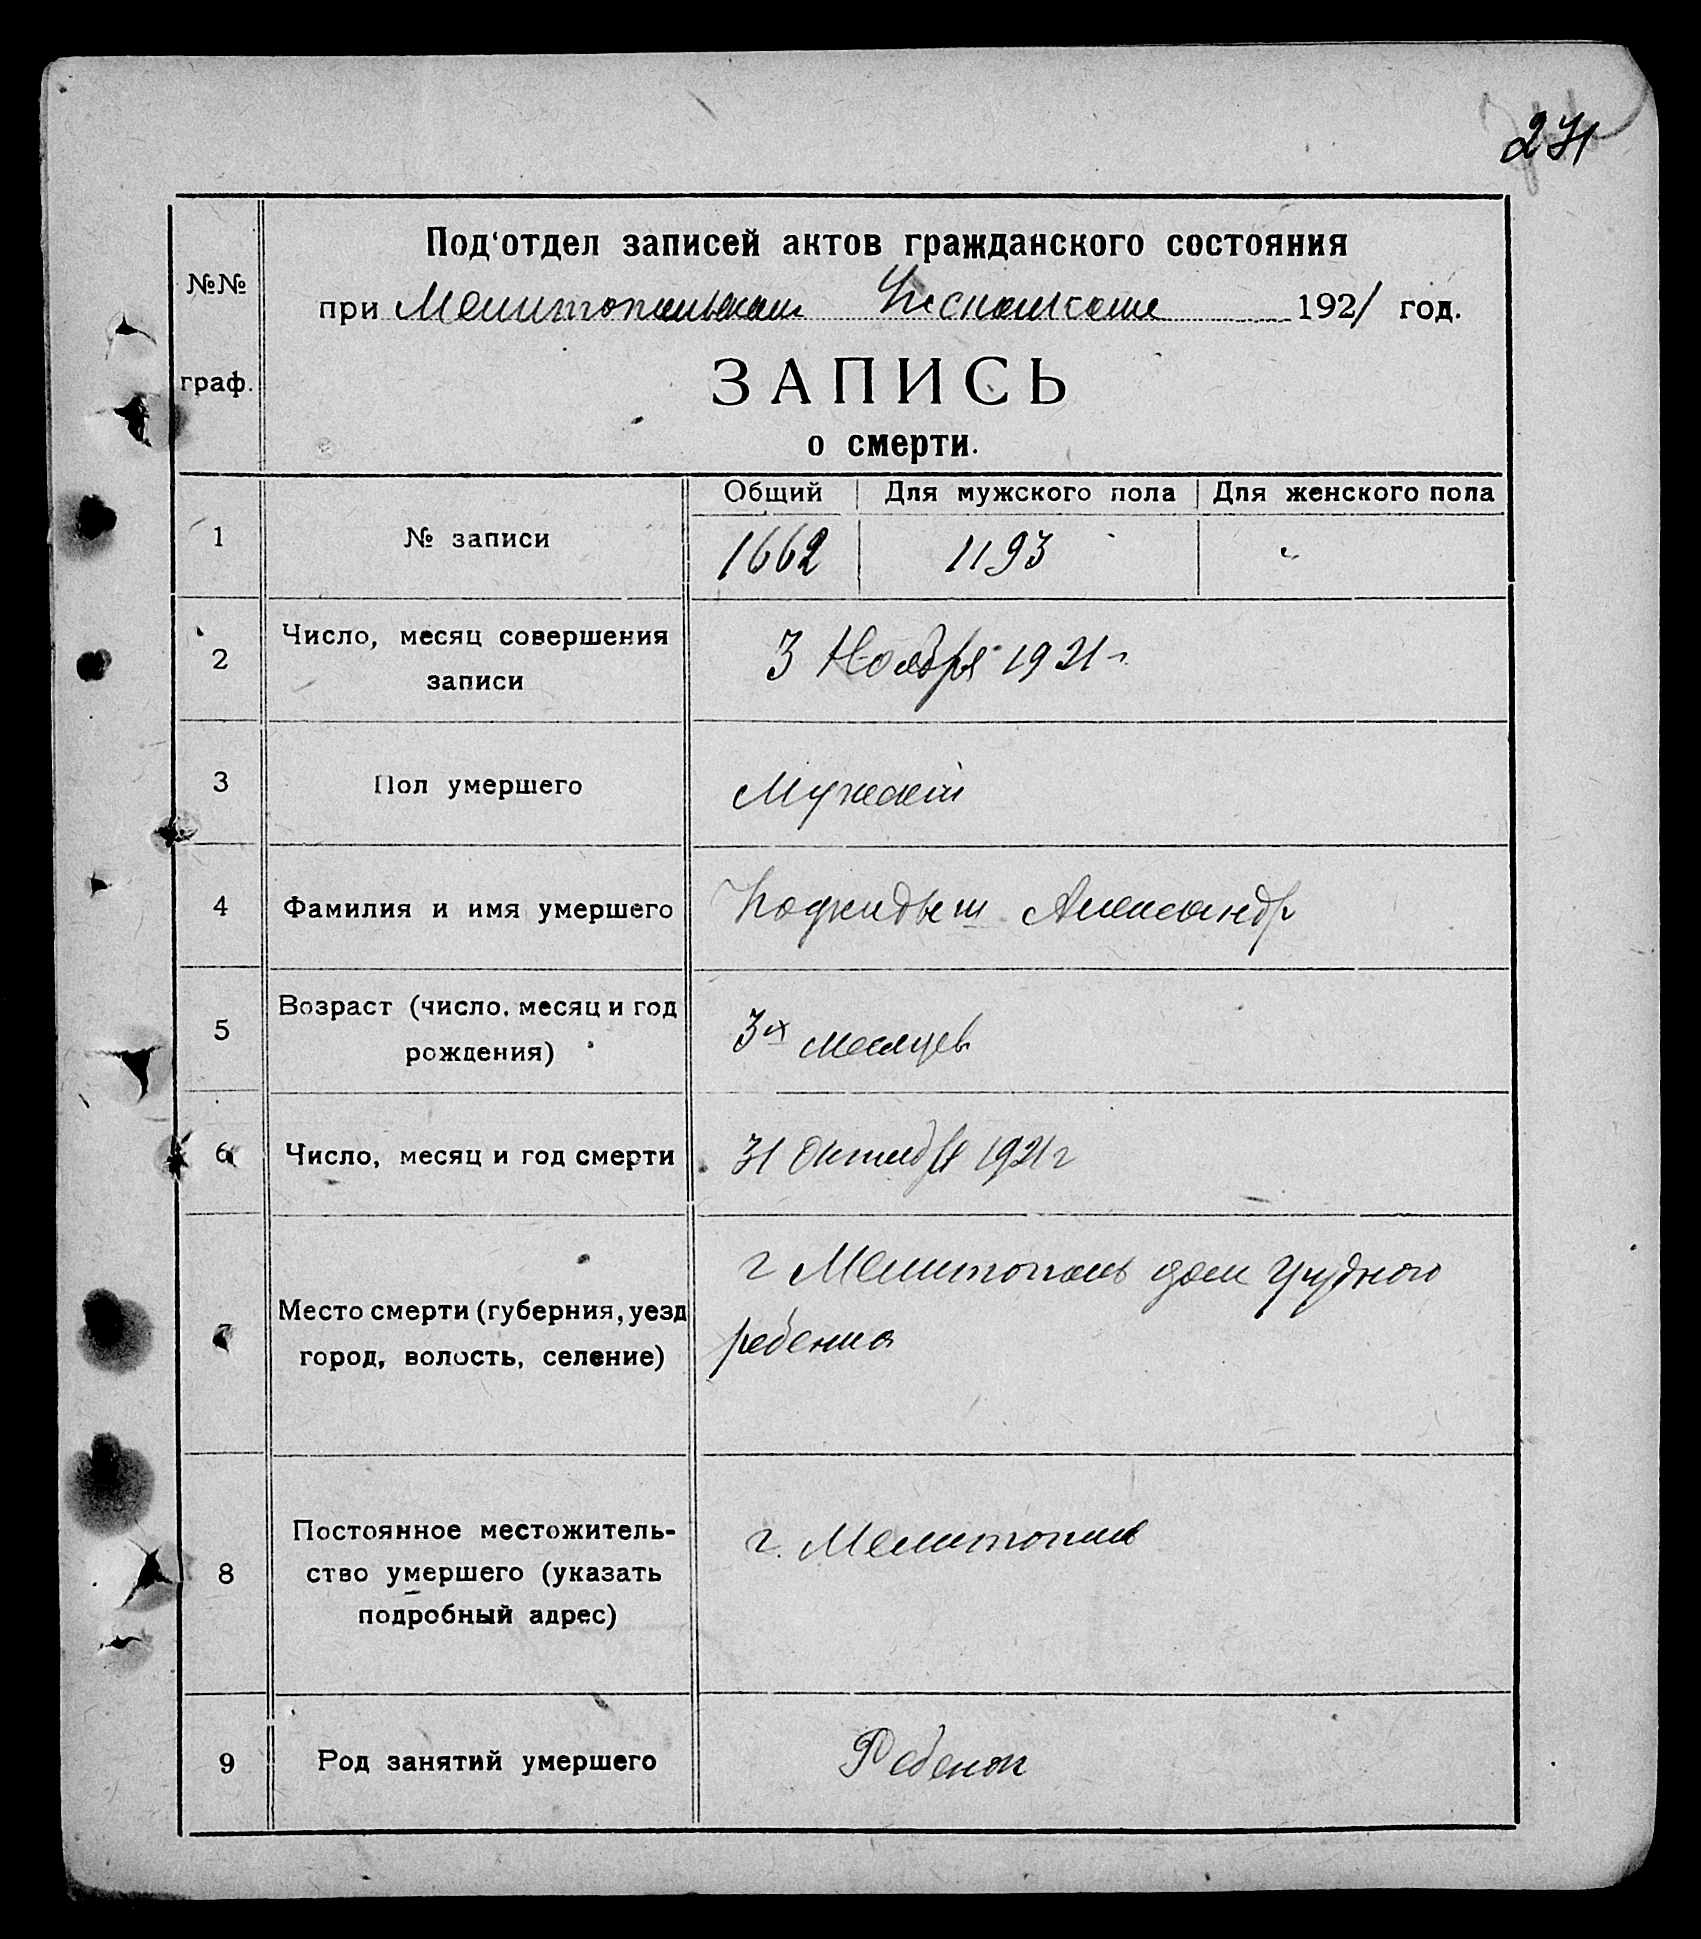 271
№№
граф.
Под'отдел записей актов гражданского состояния
при Мелитопольском Исполкоме 1921 год.
ЗАПИСЬ
о смерти.
Общий Для мужского пола Для женского пола
1 № записи 1662 1193 "
2 Число, месяц совершения
записи
3 Ноября 1921 г
3 Пол умершего Мужской
4 Фамилия и имя умершего Подкидыш Александр
5 Возраст (число, месяц и год
рождения)
3х месяцев
6 Число, месяц и год смерти 31 Октября 1921 г
7 Место смерти (губерния, уезд
город, волость, селение)
г Мелитополь дом грудного
ребенка
8 Постоянное местожитель-
ство умершего (указать
подробный адрес)
г. Мелитополь
9 Род занятий умершего Ребенок